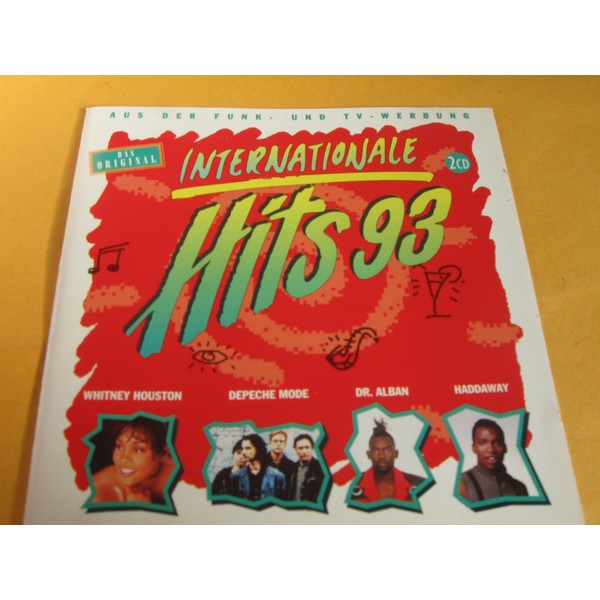 AUS DER FUNK- UND TV-WERBUNG
DAS
ORIGINAL
INTERNATIONALE
2CD
Hits 93
WHITNEY HOUSTON
DEPECHE MODE
DR. ALBAN
HADDAWAY